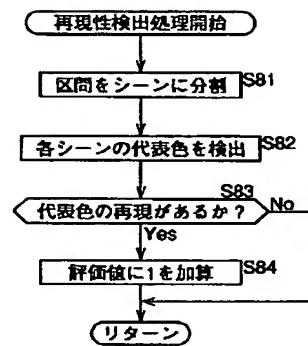 再現性検出処理開始
区間をシーンに分割
S81
各シーンの代表色を検出
S82
S83
代表色の再現があるか?
No
Yes
評価値に1を加算
S84
リターン